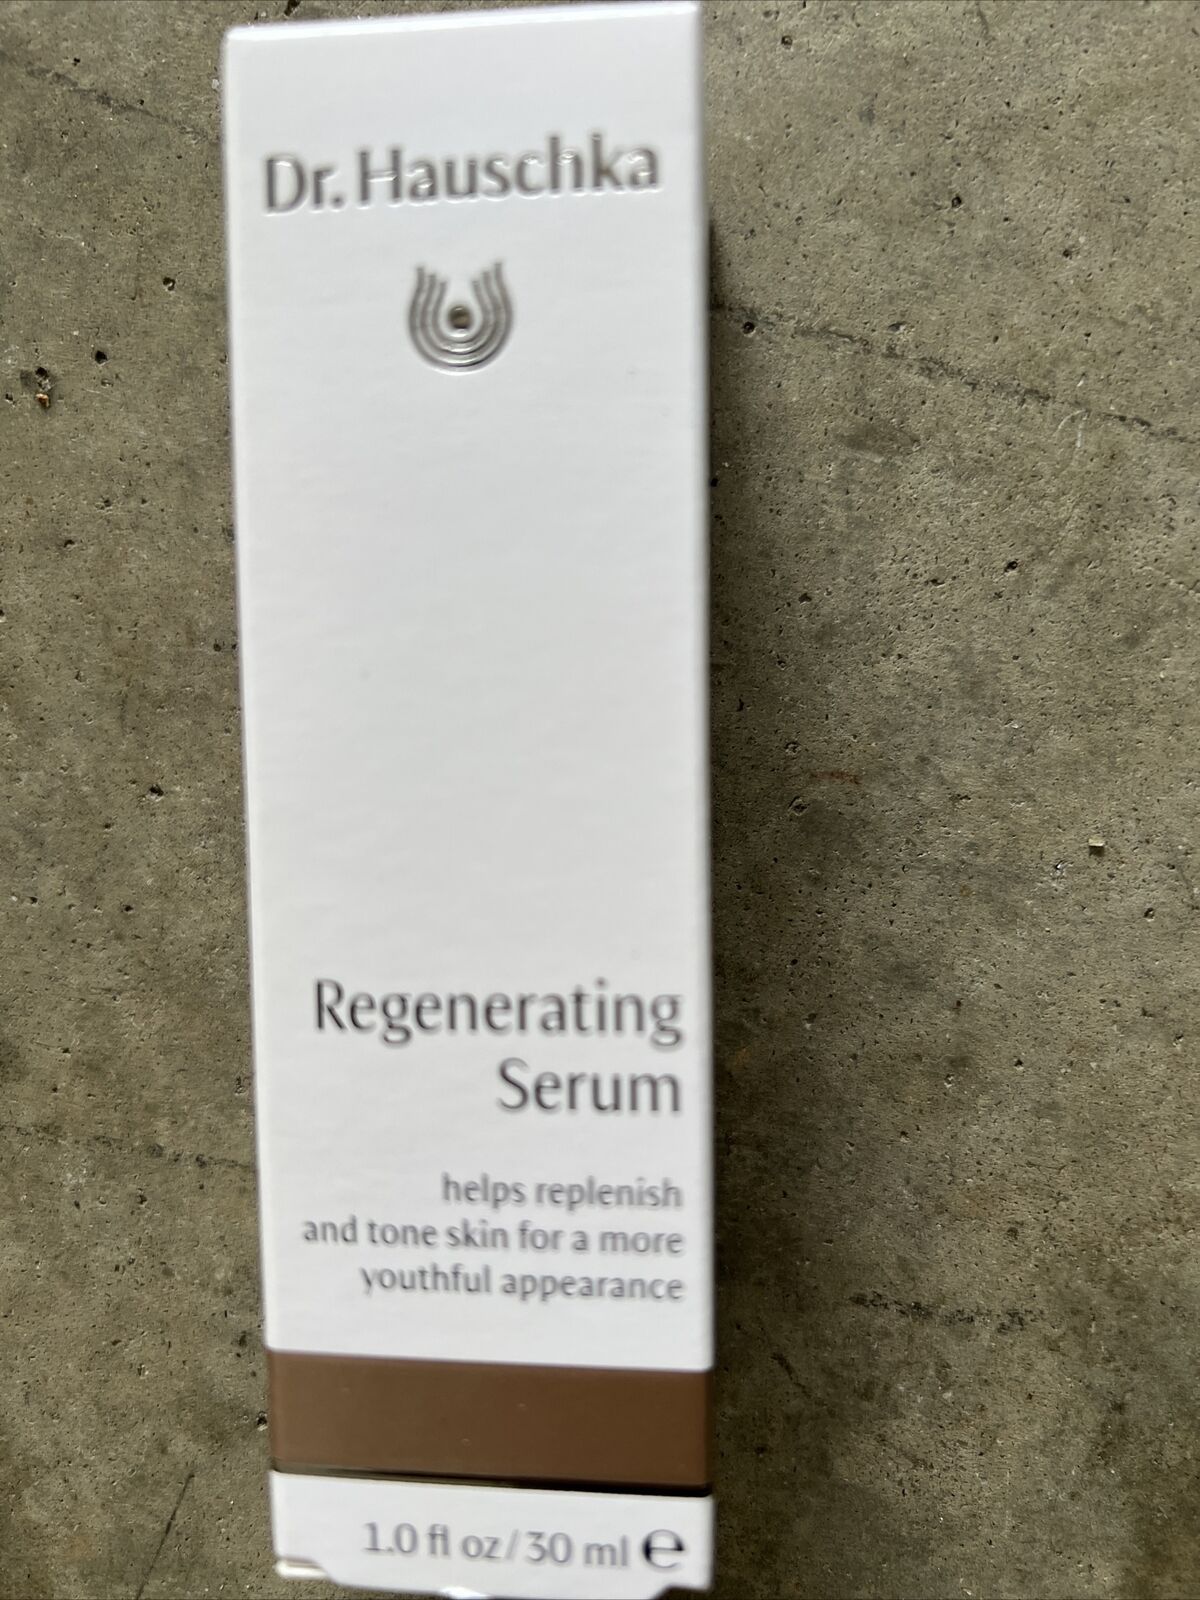 Dr. Hauschka
Regenerating
Serum
helps replenish
and tone skin for a more
youthful appearance
1.0 fl oz/30 ml ℮